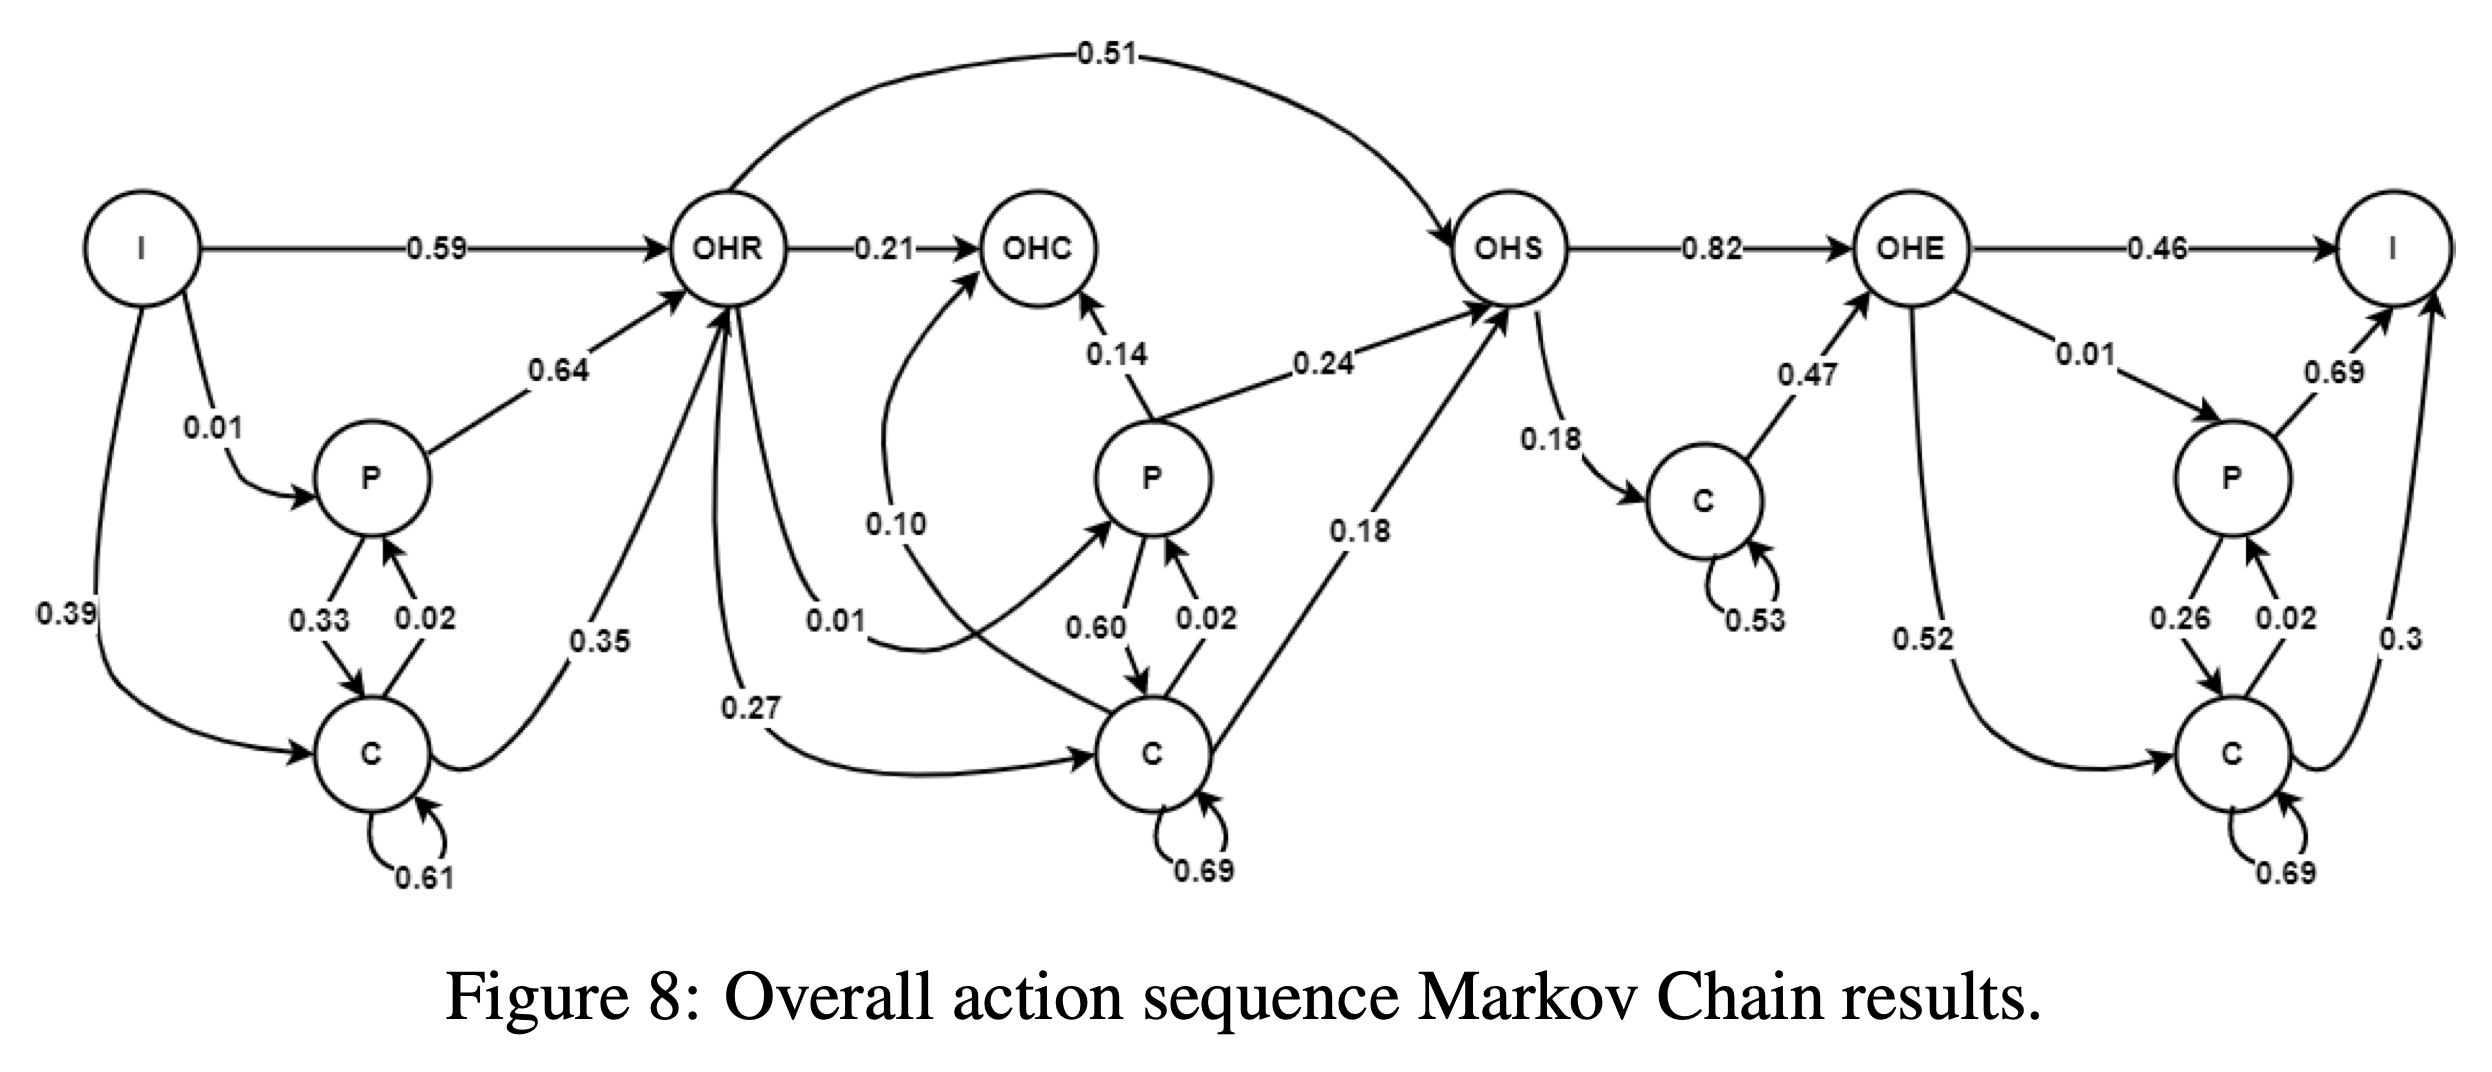 0.51
I
0.59
OHR
0.21
OHC
OHS
0.82
OHE
0.46
I
0.14
0.24
0.01
0.64
0.47
0.69
0.01
0.18
P
P
C
P
0.10
0.18
0.39
0.33
0.02
0.35
0.01
0.60
0.02
0.53
0.52
0.26
0.02
0.3
0.27
C
C
C
0.61
0.69
0.69
Figure 8: Overall action sequence Markov Chain results.